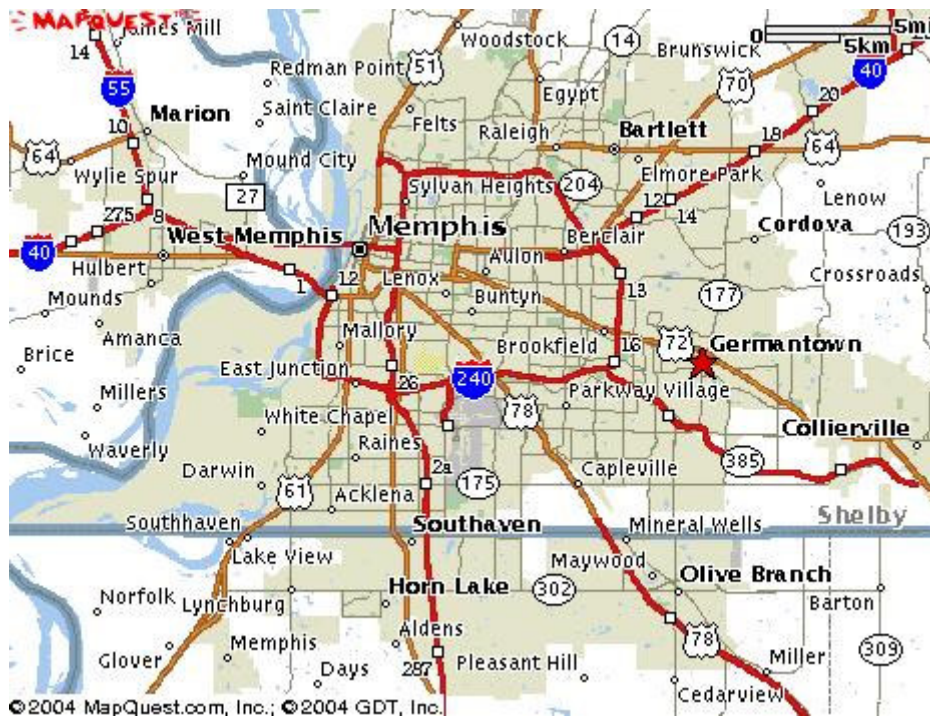 MAPQUEST
James Mill
Woodstock
0
5mi
5km
14
55
Redman Point
51
14
Brunswick
70
40
Marion
Saint Claire
Felts
Egypt
20
10
Raleigh
Bartlett
18
64
64
Wylie Spur
Mound City
Sylvan Heights
204
Elmore Park
27
12
14
Lenow
275
8
West Memphis
Memphis
Berclair
Cordova
193
40
Hulbert
Lenox
Aulon
Crossroads
1
12
Buntyn
13
177
Mounds
Amanca
Mallory
Brookfield
16
72
Germantown
Brice
East Junction
26
240
Parkway Village
Millers
White Chapel
78
Collierville
Waverly
Raines
385
Darwin
2a
175
Capleville
61
Acklena
Shelby
Southhaven
Southaven
Mineral Wells
Lake View
Maywood
Horn Lake
302
Olive Branch
Norfolk
Lynchburg
Barton
Memphis
Aldens
78
309
Glover
Days
287
Pleasant Hill
Miller
Cedarview
©2004 MapQuest.com, Inc.; ©2004 GDT, Inc.